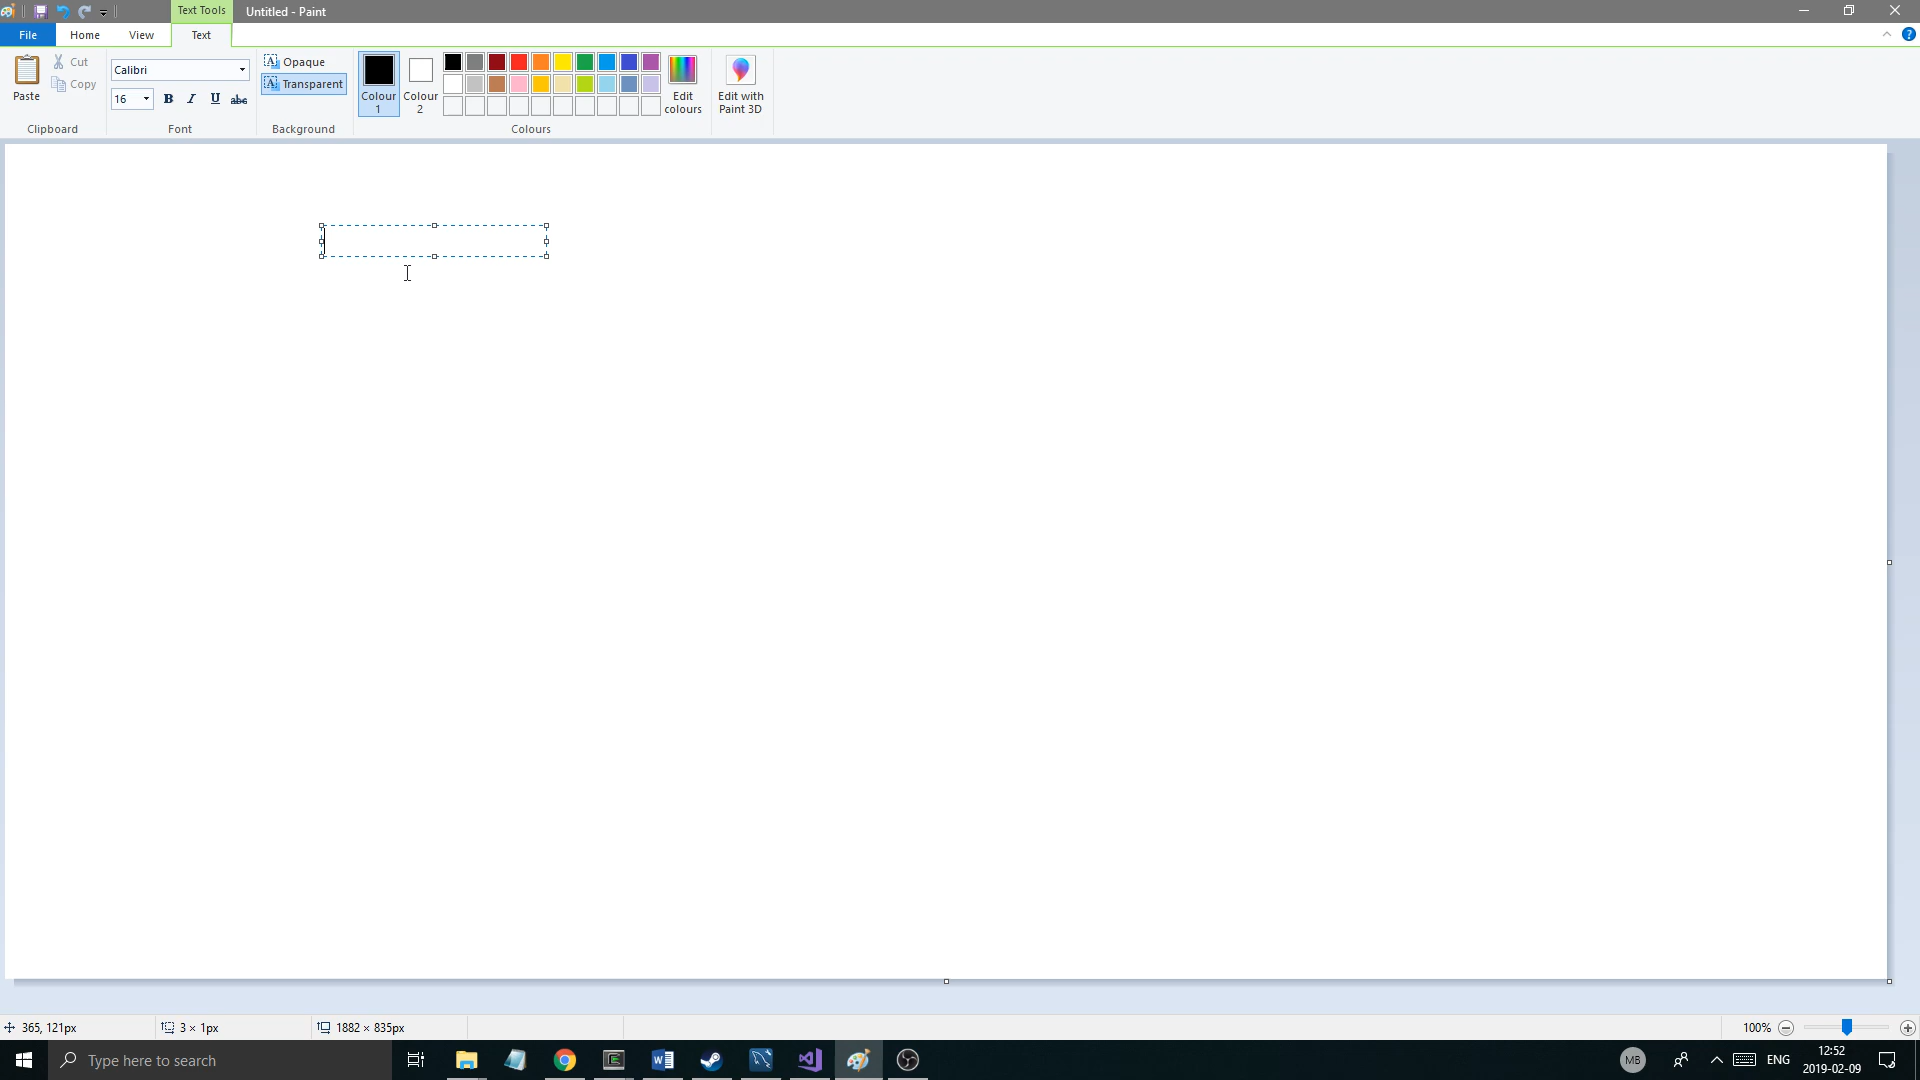 Text Tools
Untitled - Paint
File Home View Text
Paste
Cut
Copy
Clipboard
Calibri
16
B I U abc
Font
Opaque
Transparent
Background
Colour 1
Colour 2
Edit colours
Colours
Edit with Paint 3D
365, 121px
3 × 1px
1882 × 835px
100%
Type here to search
MB
ENG
12:52
2019-02-09